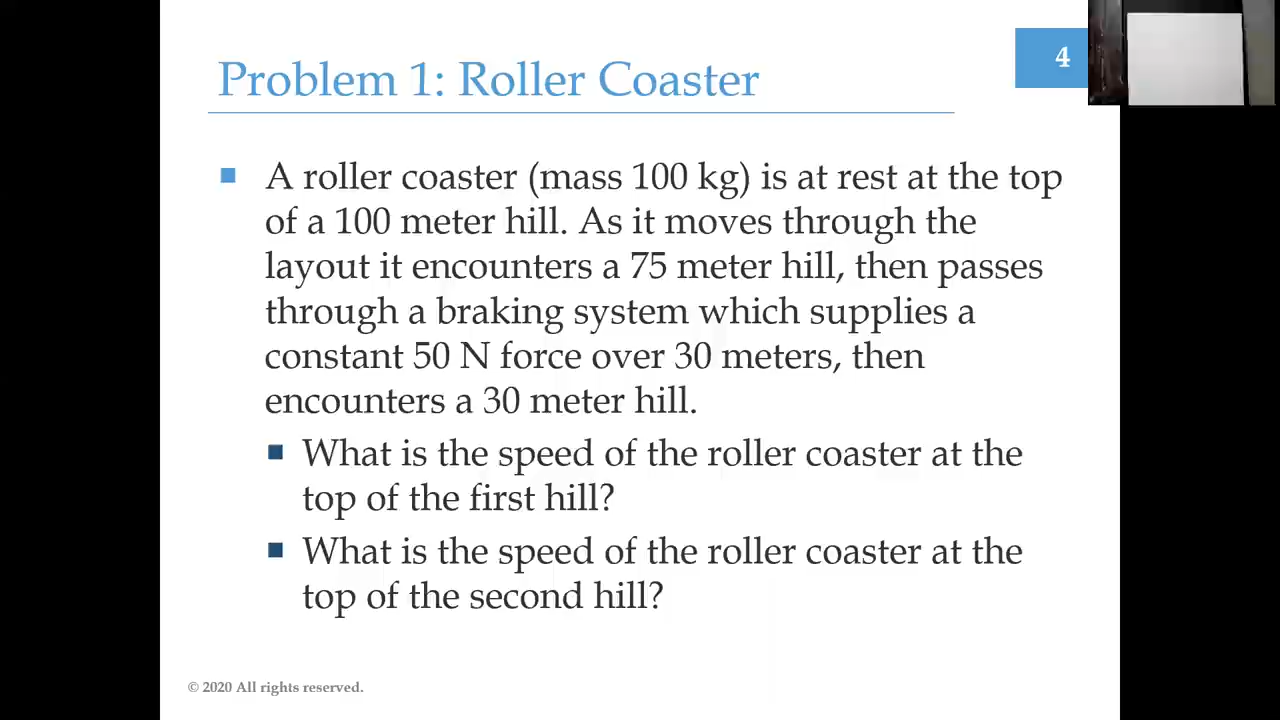 Problem 1: Roller Coaster
4
A roller coaster (mass 100 kg) is at rest at the top
of a 100 meter hill. As it moves through the
layout it encounters a 75 meter hill, then passes
through a braking system which supplies a
constant 50 N force over 30 meters, then
encounters a 30 meter hill.
What is the speed of the roller coaster at the
top of the first hill?
What is the speed of the roller coaster at the
top of the second hill?
© 2020 All rights reserved.